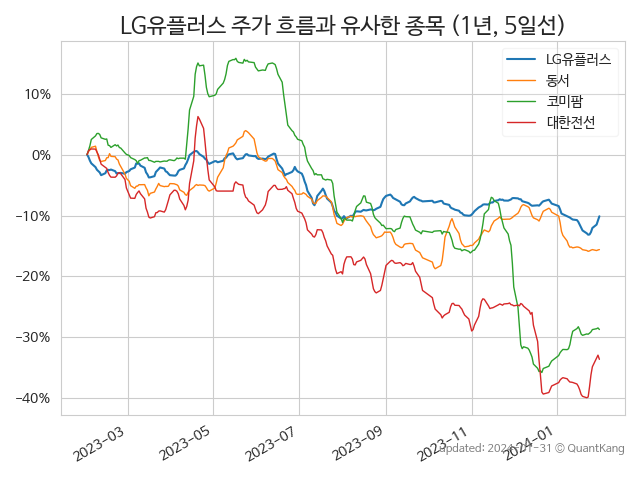 LG유플러스 주가 흐름과 유사한 종목 (1년, 5일선)
LG유플러스
동서
코미팜
대한전선
10%
0%
−10%
−20%
−30%
−40%
2023-03
2023-05
2023-07
2023-09
2023-11
2024-01
updated: 2024-01-31 © QuantKang